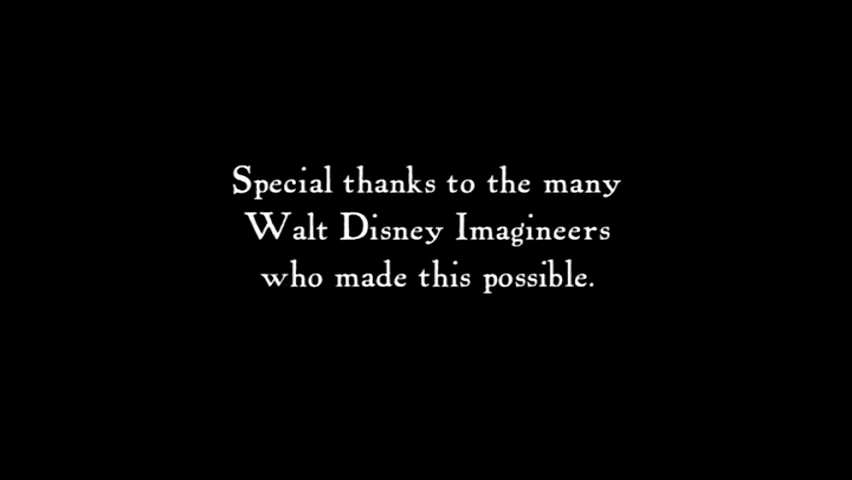 Special thanks to the many
Walt Disney Imagineers
who made this possible.